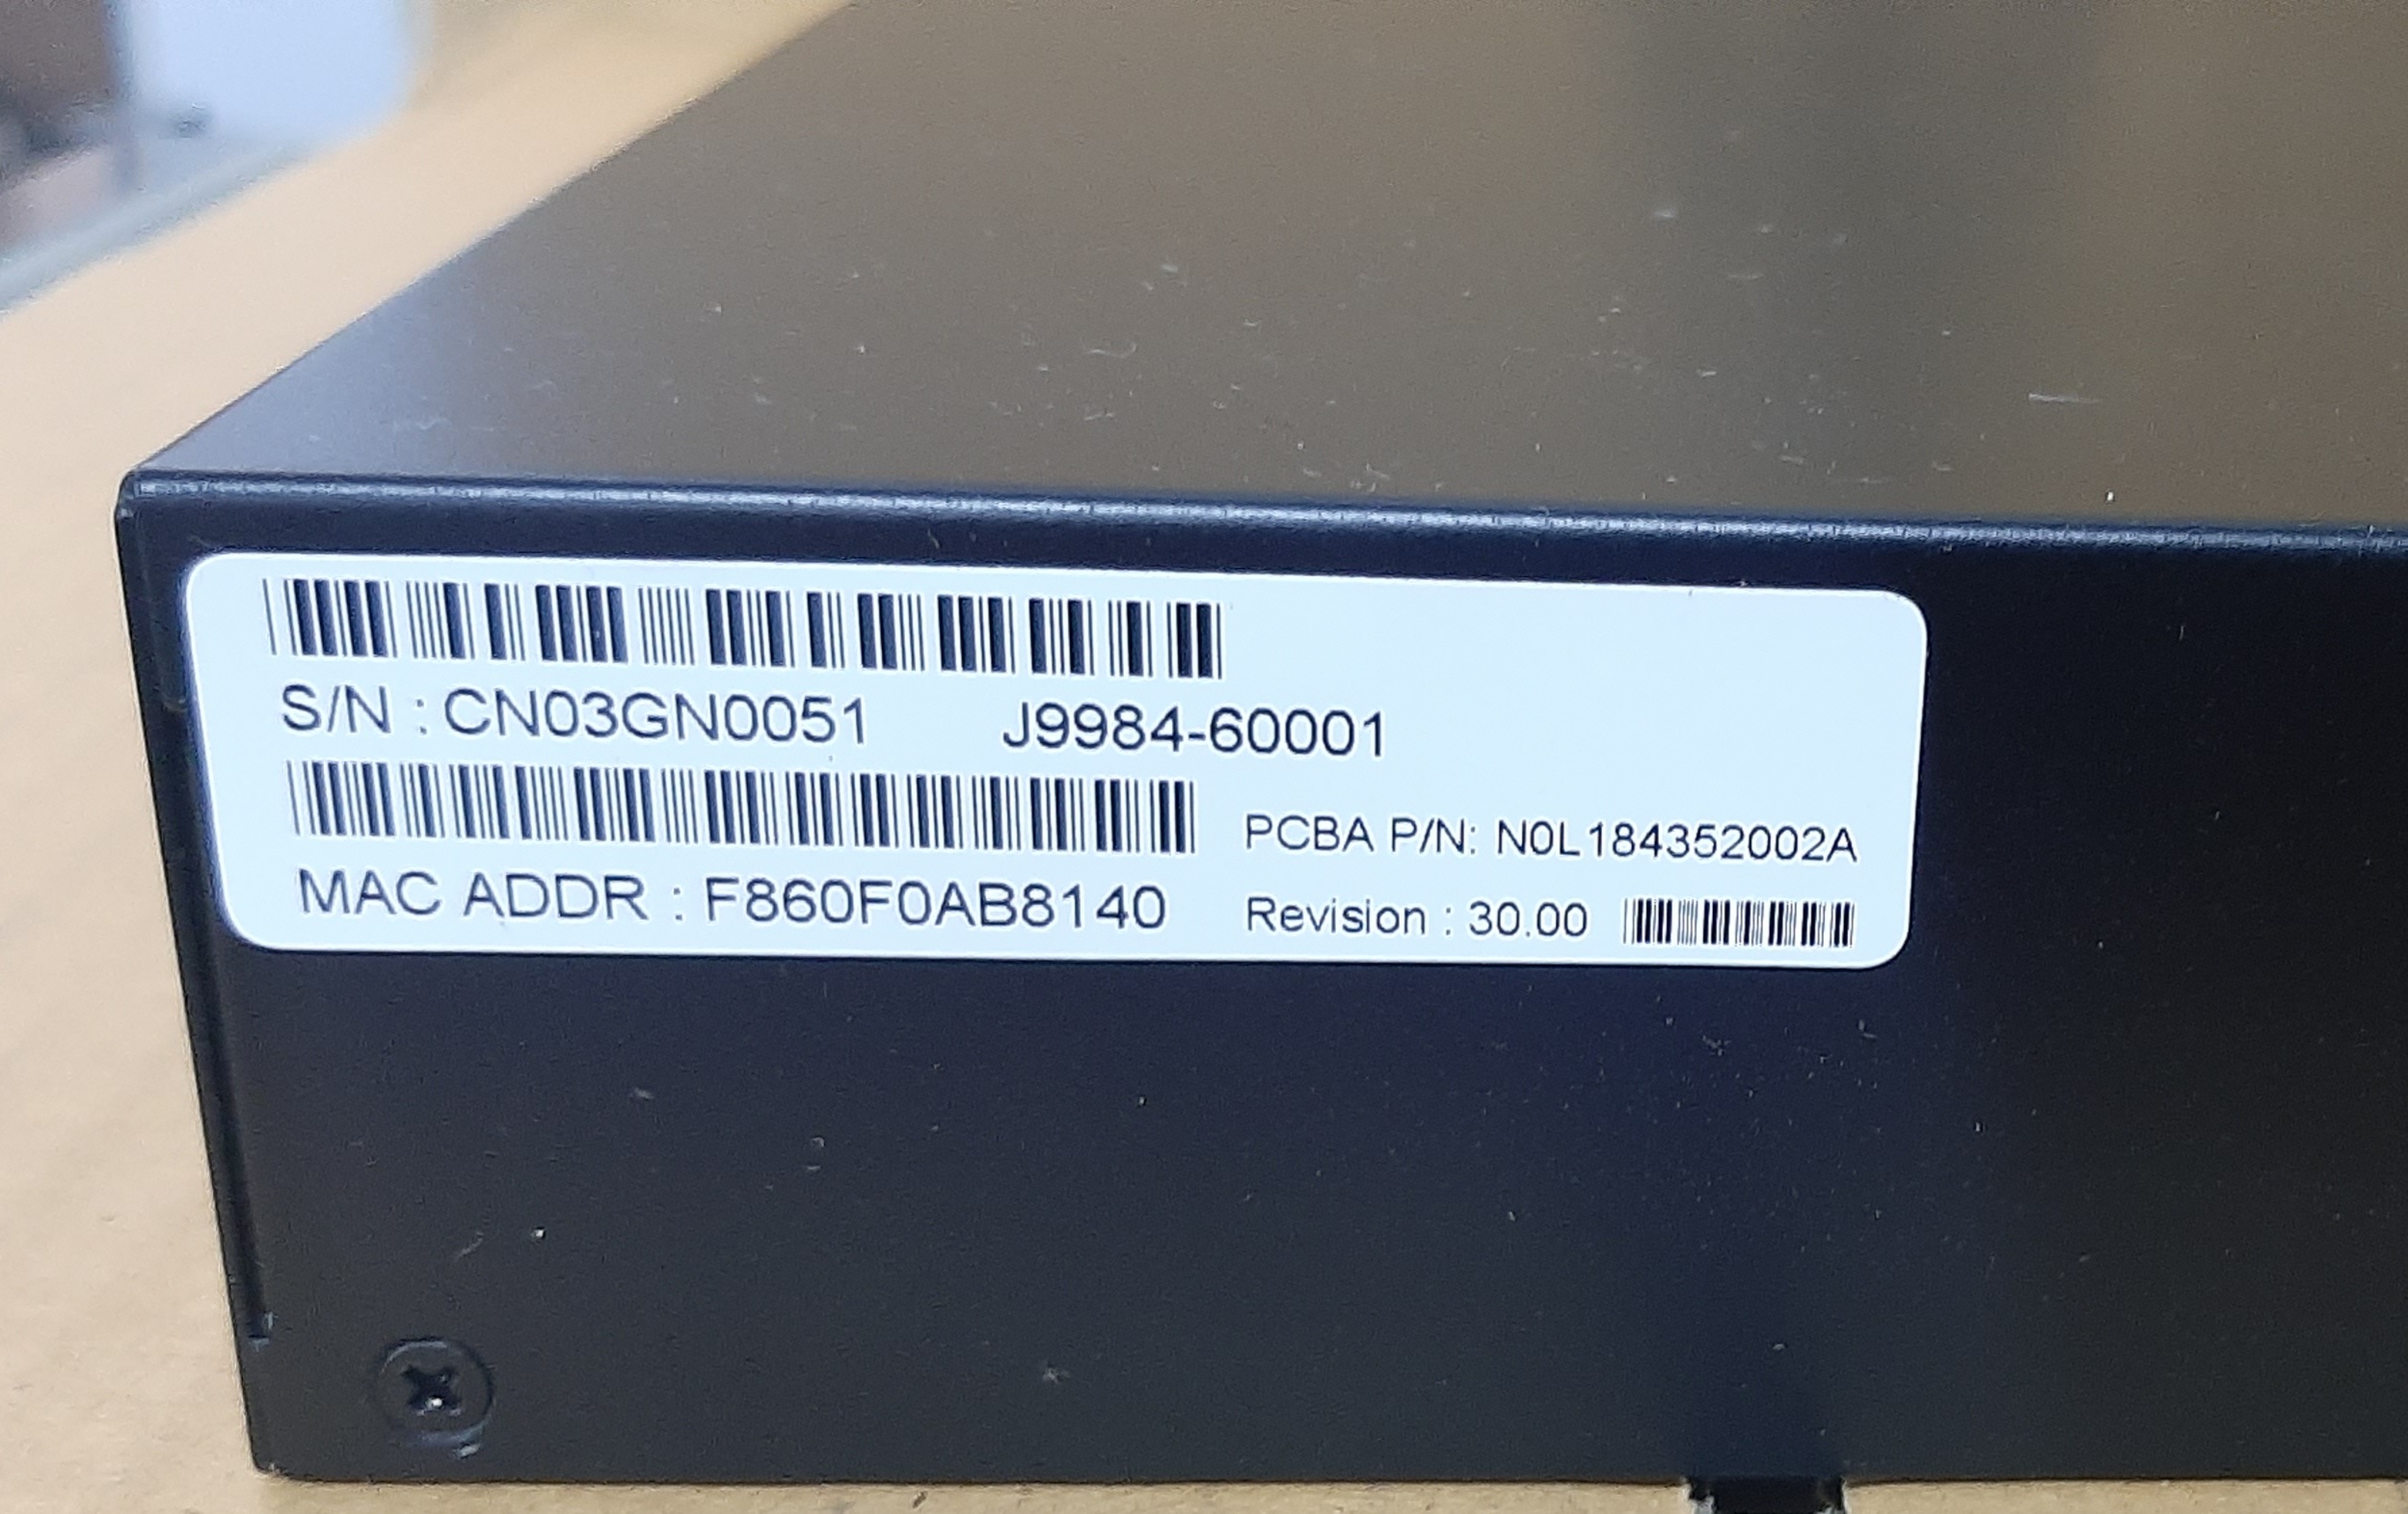 S/N : CN03GN0051 J9984-60001
MAC ADDR : F860F0AB8140
PCBA P/N: N0L184352002A
Revision : 30.00